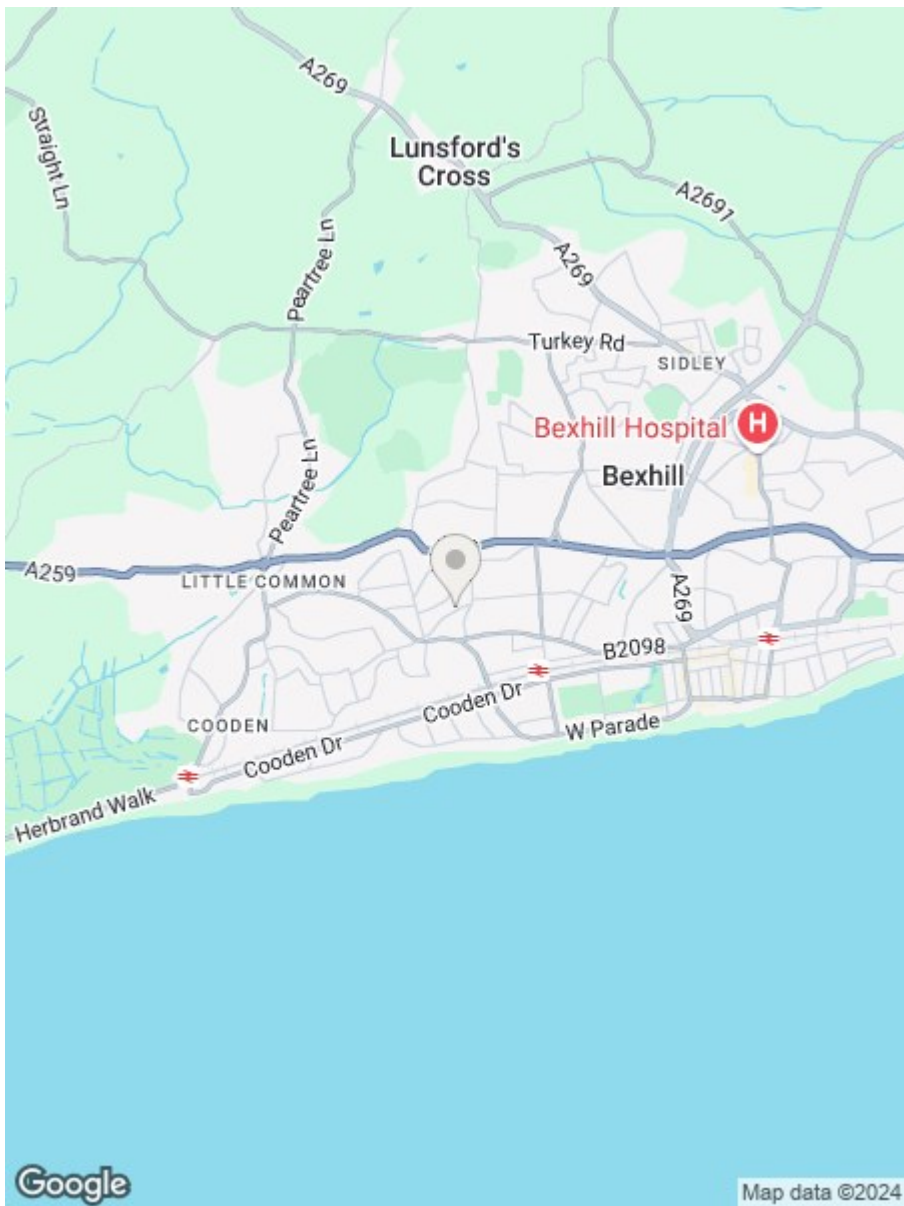 A269
Straight Ln
Lunsford's
Cross
A2691
Peartree Ln
A269
Turkey Rd
SIDLEY
Bexhill Hospital
H
Bexhill
Peartree Ln
A259
LITTLE COMMON
A269
B2098
Cooden Dr
W Parade
COODEN
Cooden Dr
Herbrand Walk
Google
Map data ©2024